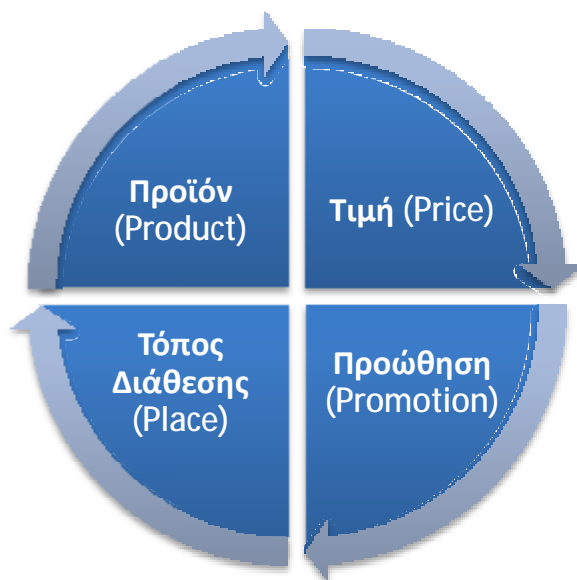 Προϊόν
(Product)
Τιμή (Price)
Τόπος
Διάθεσης
(Place)
Προώθηση
(Promotion)